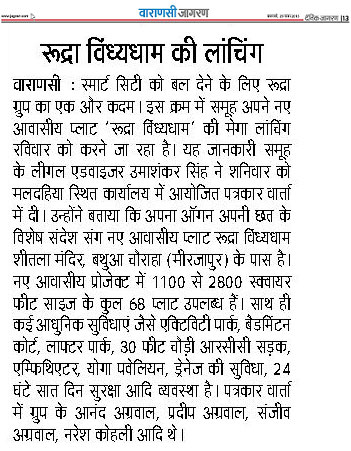 www.jagran.com
वाराणसी जागरण
दैनिक जागरण 13
रूद्रा विंध्यधाम की लांचिंग
वाराणसी : स्मार्ट सिटी को बल देने के लिए रूद्रा
ग्रुप का एक और कदम। इस क्रम में समूह अपने नए
आवासीय प्लाट ‘रूद्रा विंध्यधाम’ की मेगा लांचिंग
रविवार को करने जा रहा है। यह जानकारी समूह
के लीगल एडवाइजर उमाशंकर सिंह ने शनिवार को
मलदहिया स्थित कार्यालय में आयोजित पत्रकार वार्ता
में दी। उन्होंने बताया कि अपना आँगन अपनी छत के
विशेष संदेश संग नए आवासीय प्लाट रूद्रा विंध्यधाम
शीतला मंदिर, बथुआ चौराहा (मीरजापुर) के पास है।
नए आवासीय प्रोजेक्ट में 1100 से 2800 स्क्वायर
फीट साइज के कुल 68 प्लाट उपलब्ध हैं। साथ ही
कई आधुनिक सुविधाएं जैसे एक्टिविटी पार्क, बैडमिंटन
कोर्ट, लाफ्टर पार्क, 30 फीट चौड़ी आरसीसी सड़क,
एम्फिथिएटर, योगा पवेलियन, ड्रेनेज की सुविधा, 24
घंटे सात दिन सुरक्षा आदि व्यवस्था है। पत्रकार वार्ता
में ग्रुप के आनंद अग्रवाल, प्रदीप अग्रवाल, संजीव
अग्रवाल, नरेश कोहली आदि थे।